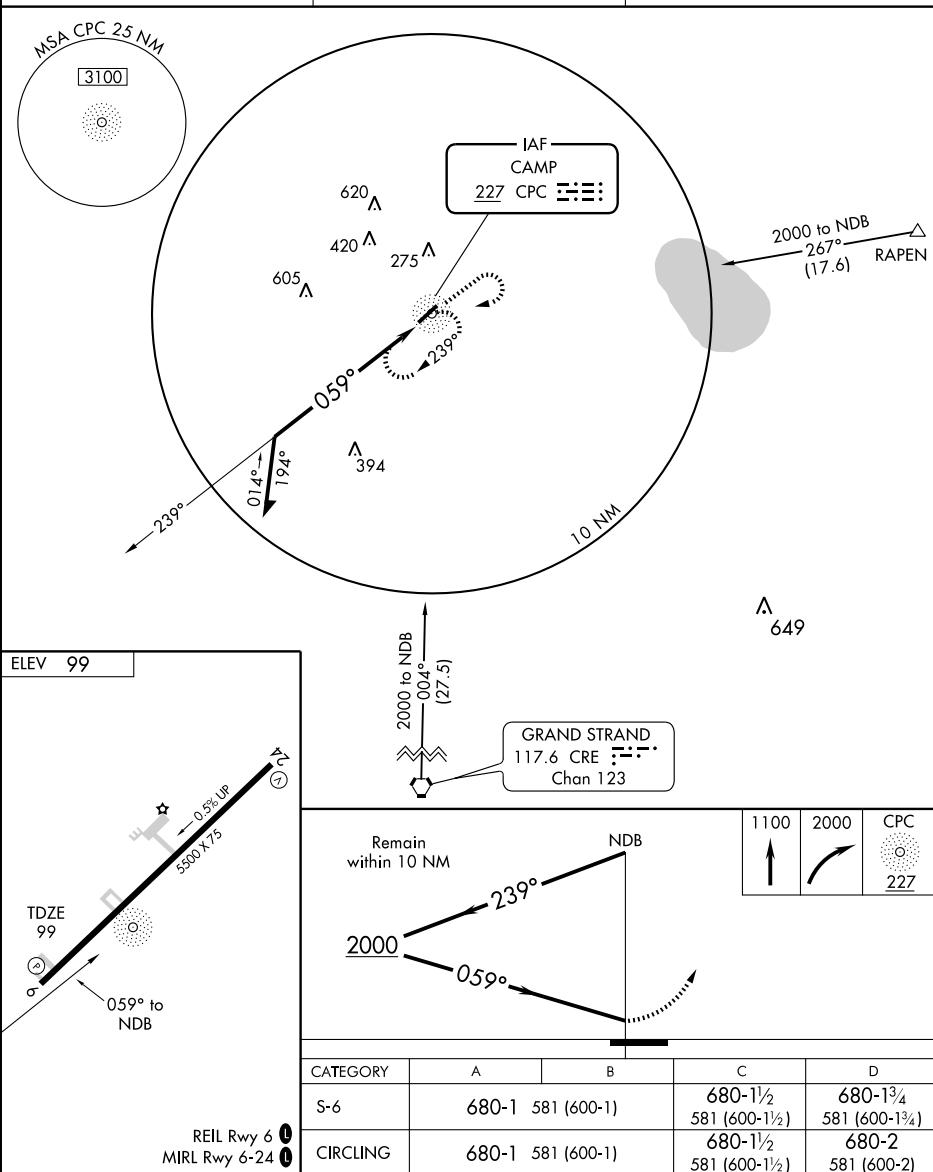 MSA CPC 25 NM
3100
IAF
CAMP
227 CPC
620
420
275
605
2000 to NDB
267°
(17.6)
RAPEN
239°
059°
394
014°
194°
239°
10 NM
649
2000 to NDB
004°
(27.5)
GRAND STRAND
117.6 CRE
Chan 123
ELEV 99
24
V
0.5% UP
5500 X 75
TDZE
99
P
6
059° to
NDB
REIL Rwy 6 L
MIRL Rwy 6-24 L
Remain
within 10 NM
NDB
239°
2000
059°
1100
2000
CPC
227
CATEGORY A B C D
S-6 680-1 581 (600-1) 680-1½ 680-1¾
581 (600-1½) 581 (600-1¾)
CIRCLING 680-1 581 (600-1) 680-1½ 680-2
581 (600-1½) 581 (600-2)